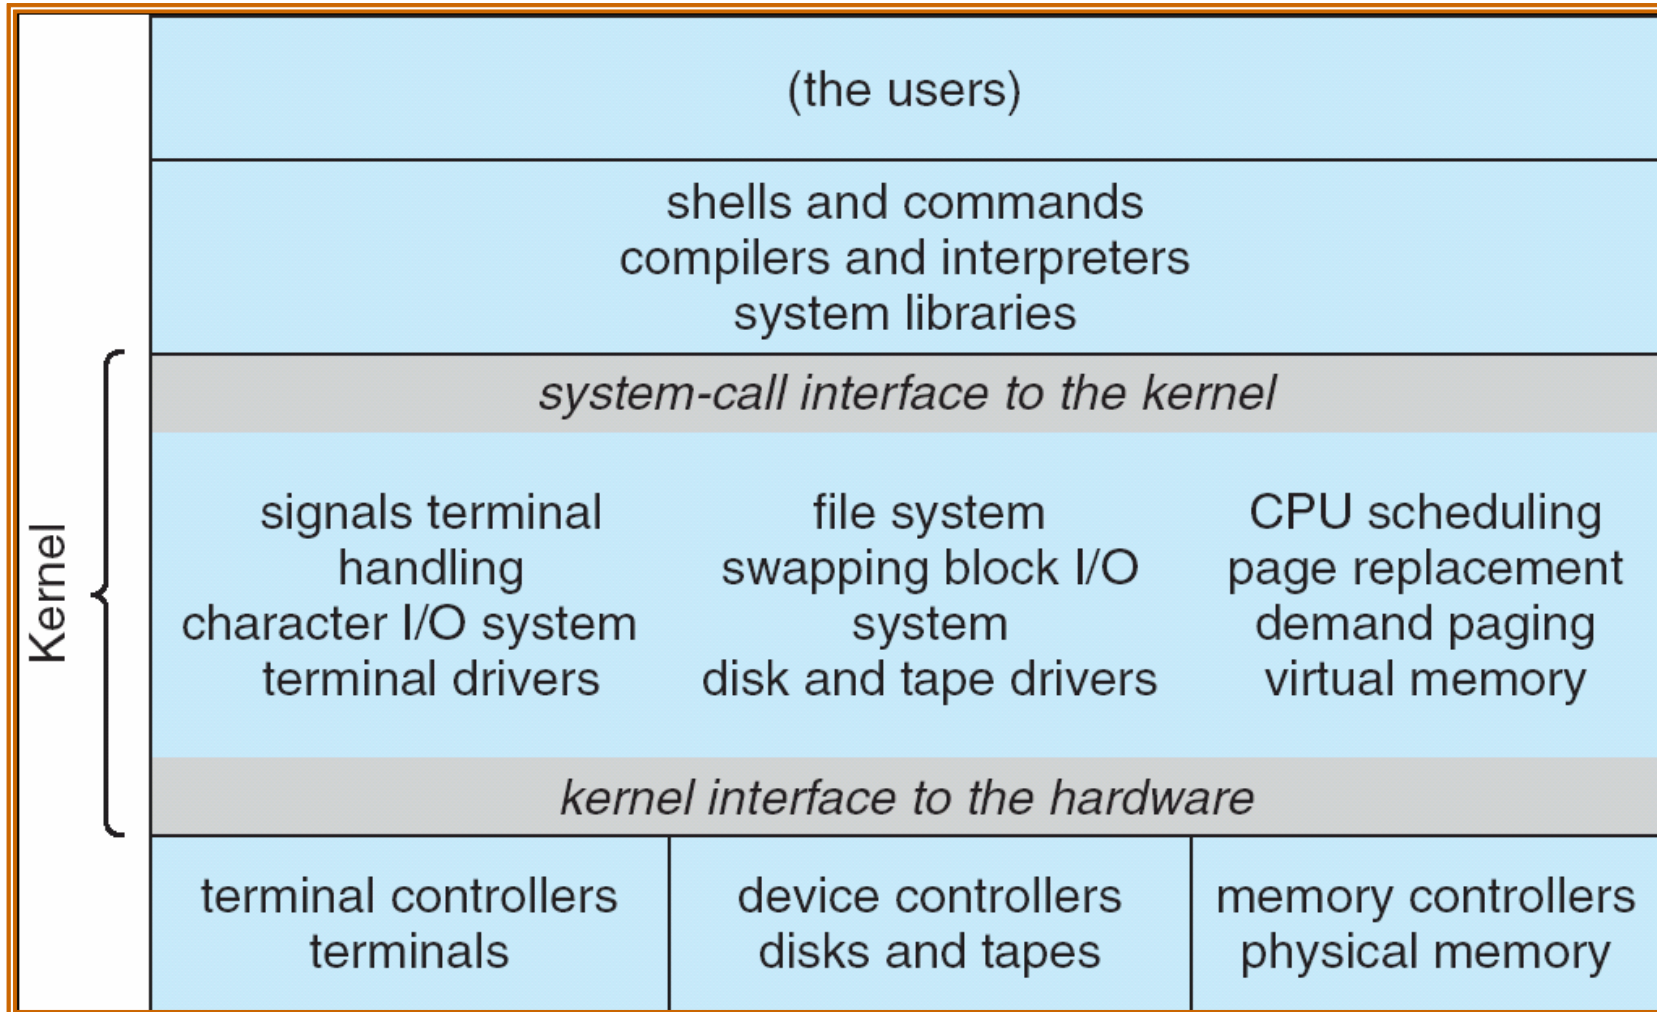 (the users)
shells and commands
compilers and interpreters
system libraries
system-call interface to the kernel
Kernel
signals terminal
handling
character I/O system
terminal drivers
file system
swapping block I/O
system
disk and tape drivers
CPU scheduling
page replacement
demand paging
virtual memory
kernel interface to the hardware
terminal controllers
terminals
device controllers
disks and tapes
memory controllers
physical memory